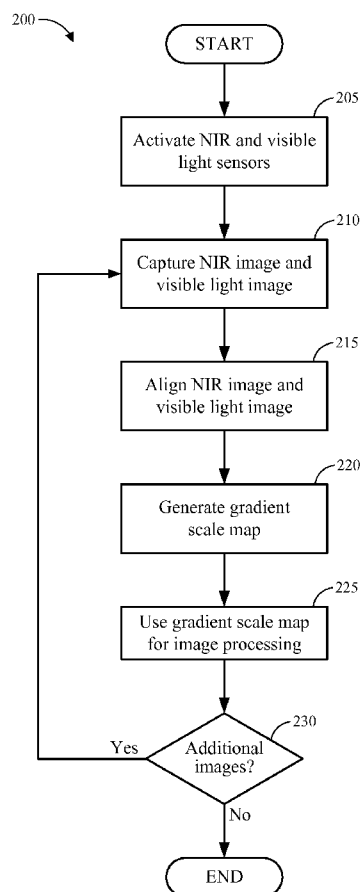 200
START
205
Activate NIR and visible
light sensors
210
Capture NIR image and
visible light image
215
Align NIR image and
visible light image
220
Generate gradient
scale map
225
Use gradient scale map
for image processing
230
Yes
Additional
images?
No
END